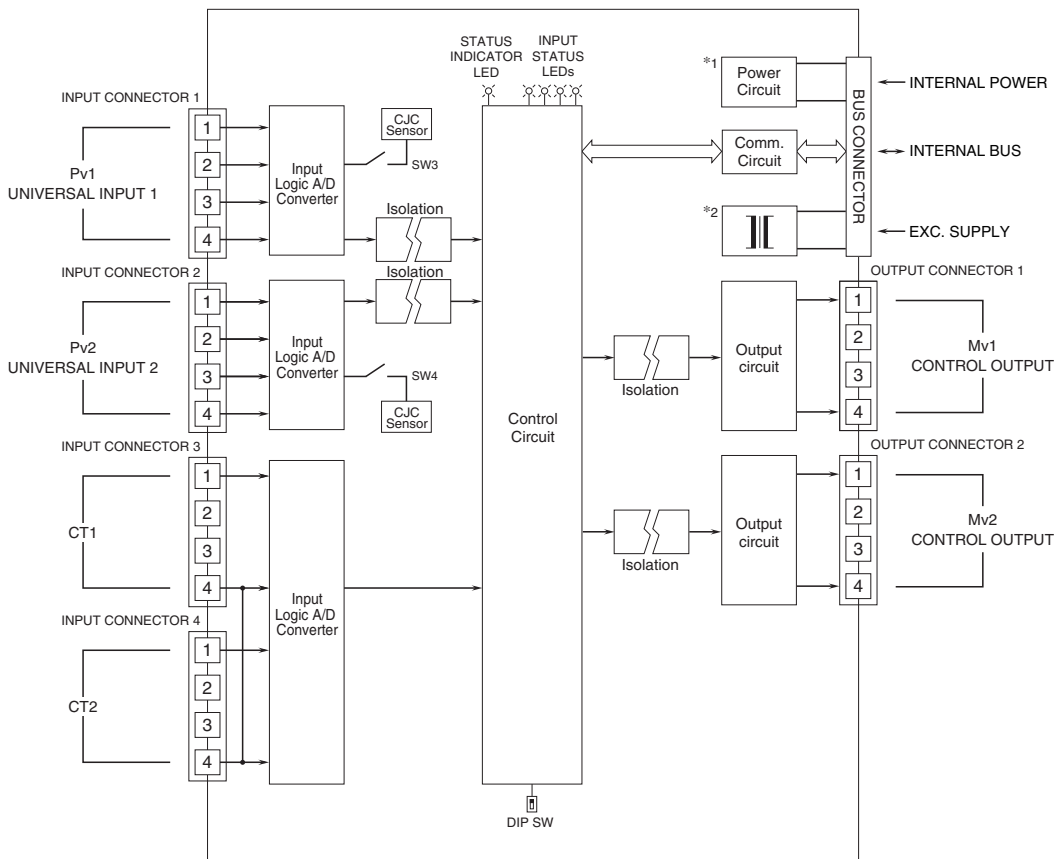 STATUS
INDICATOR
LED
INPUT
STATUS
LEDs
*1
Power
Circuit
INTERNAL POWER
BUS CONNECTOR
Comm.
Circuit
INTERNAL BUS
*2
EXC. SUPPLY
INPUT CONNECTOR 1
1
2
3
4
Pv1
UNIVERSAL INPUT 1
Input
Logic A/D
Converter
CJC
Sensor
SW3
Isolation
INPUT CONNECTOR 2
1
2
3
4
Pv2
UNIVERSAL INPUT 2
Input
Logic A/D
Converter
Isolation
SW4
CJC
Sensor
INPUT CONNECTOR 3
1
2
3
4
CT1
INPUT CONNECTOR 4
1
2
3
4
CT2
Input
Logic A/D
Converter
Control
Circuit
DIP SW
OUTPUT CONNECTOR 1
Isolation
Output
circuit
1
2
3
4
Mv1
CONTROL OUTPUT
OUTPUT CONNECTOR 2
Isolation
Output
circuit
1
2
3
4
Mv2
CONTROL OUTPUT